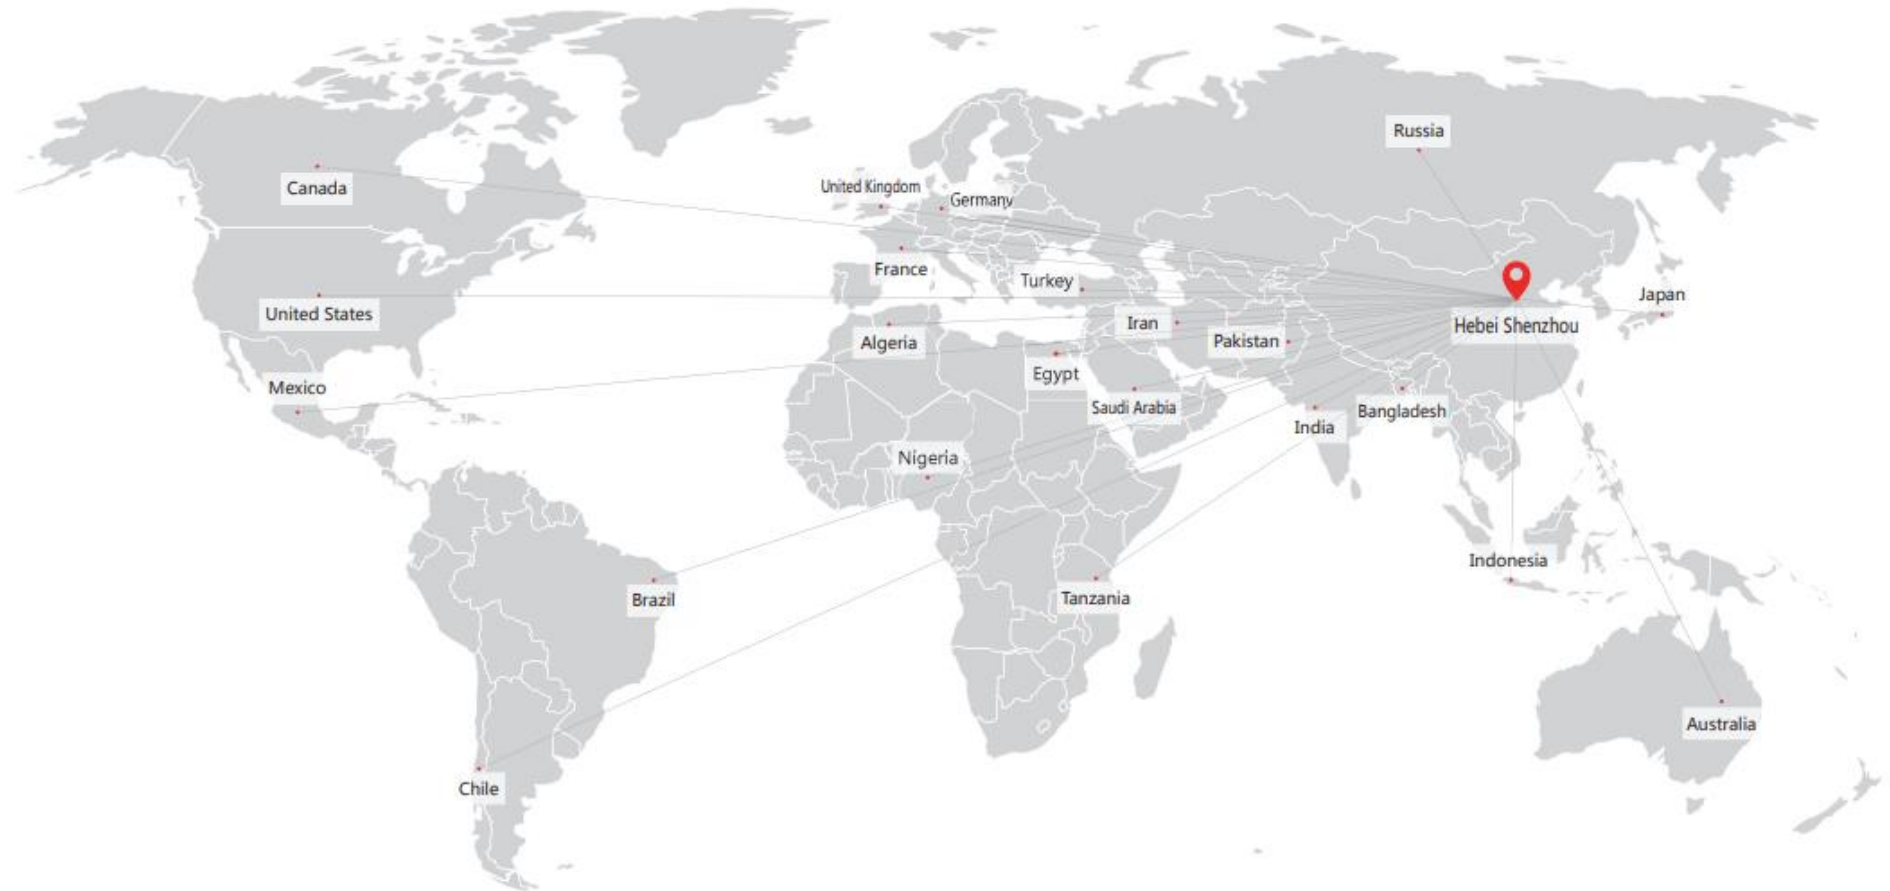 Russia
Canada
United Kingdom
Germany
France
Turkey
Japan
United States
Iran
Hebei Shenzhou
Algeria
Pakistan
Egypt
Mexico
Saudi Arabia
Bangladesh
India
Nigeria
Indonesia
Brazil
Tanzania
Australia
Chile